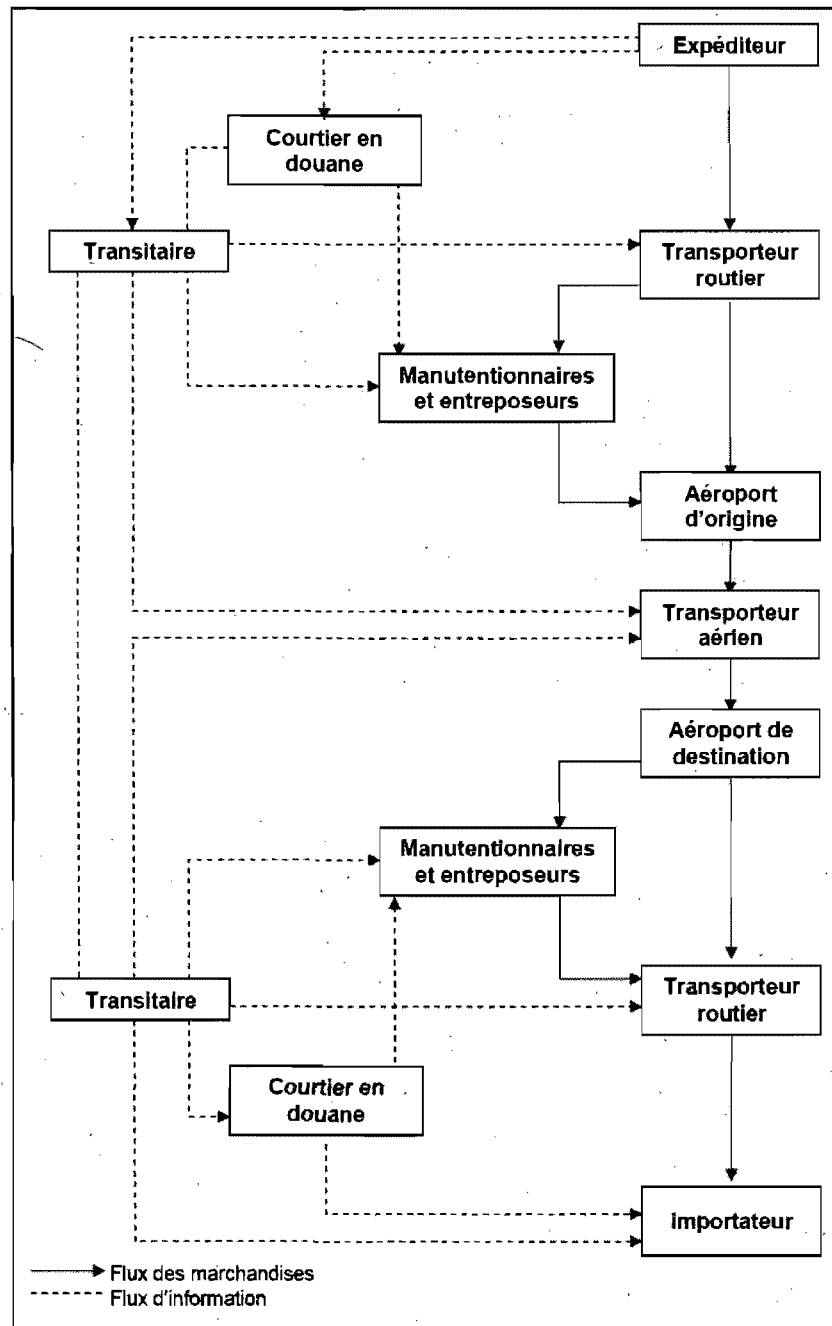 Expéditeur
Courtier en
douane
Transitaire
Transporteur
routier
Manutentionnaires
et entreposeurs
Aéroport
d'origine
Transporteur
aérien
Aéroport de
destination
Manutentionnaires
et entreposeurs
Transitaire
Transporteur
routier
Courtier en
douane
Importateur
Flux des marchandises
Flux d'information